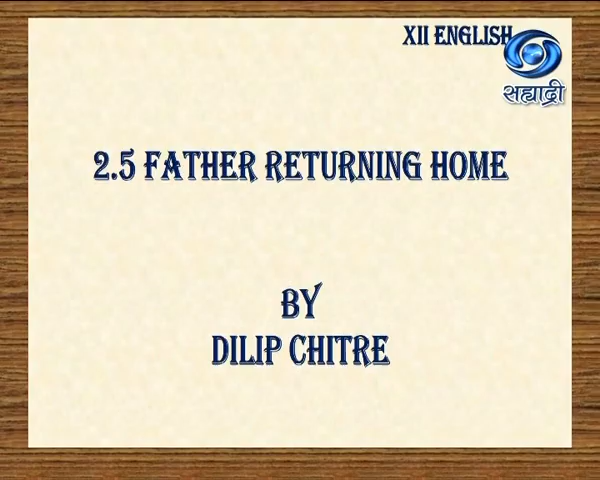 XII ENGLISH
सह्याद्री
2.5 FATHER RETURNING HOME
BY
DILIP CHITRE